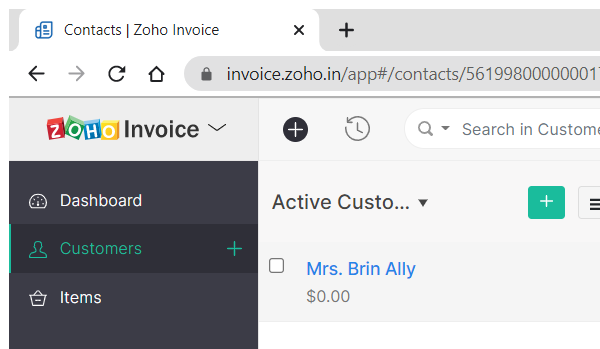 Contacts | Zoho Invoice
invoice.zoho.in/app#/contacts/56199800000001
ZOHO Invoice
Search in Custome
Dashboard
Active Custo...
Customers
Mrs. Brin Ally
$0.00
Items